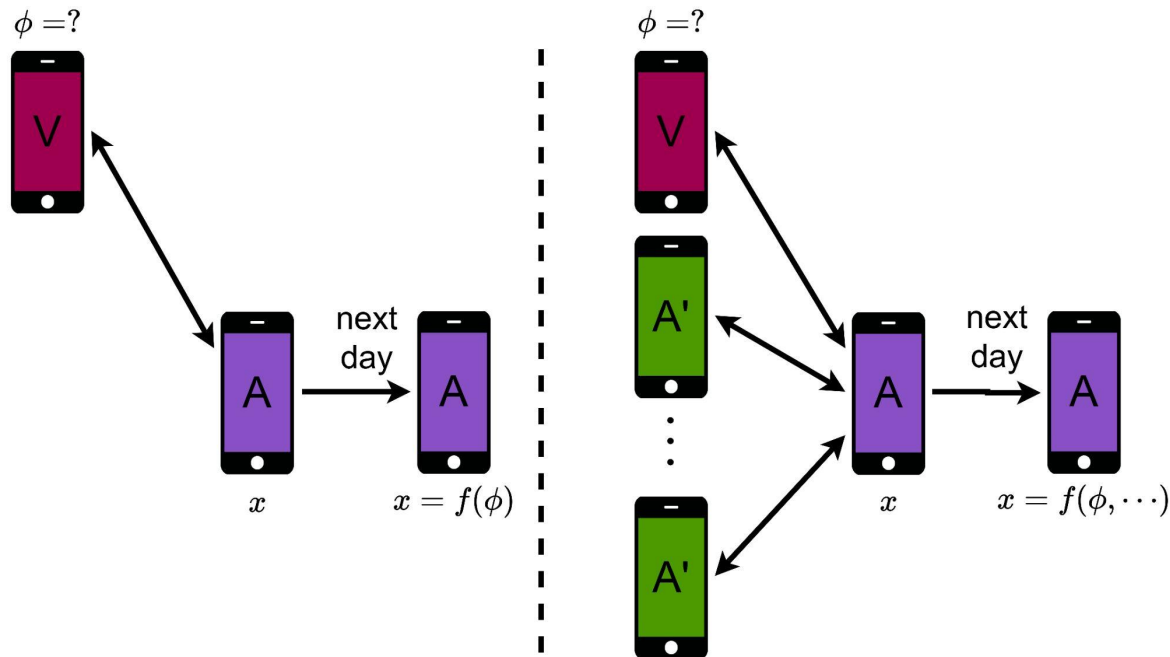 ϕ =?
V
A
next
day
A
x
x = f(ϕ)
ϕ =?
V
A'
A'
A
next
day
A
x
x = f(ϕ, ⋯)